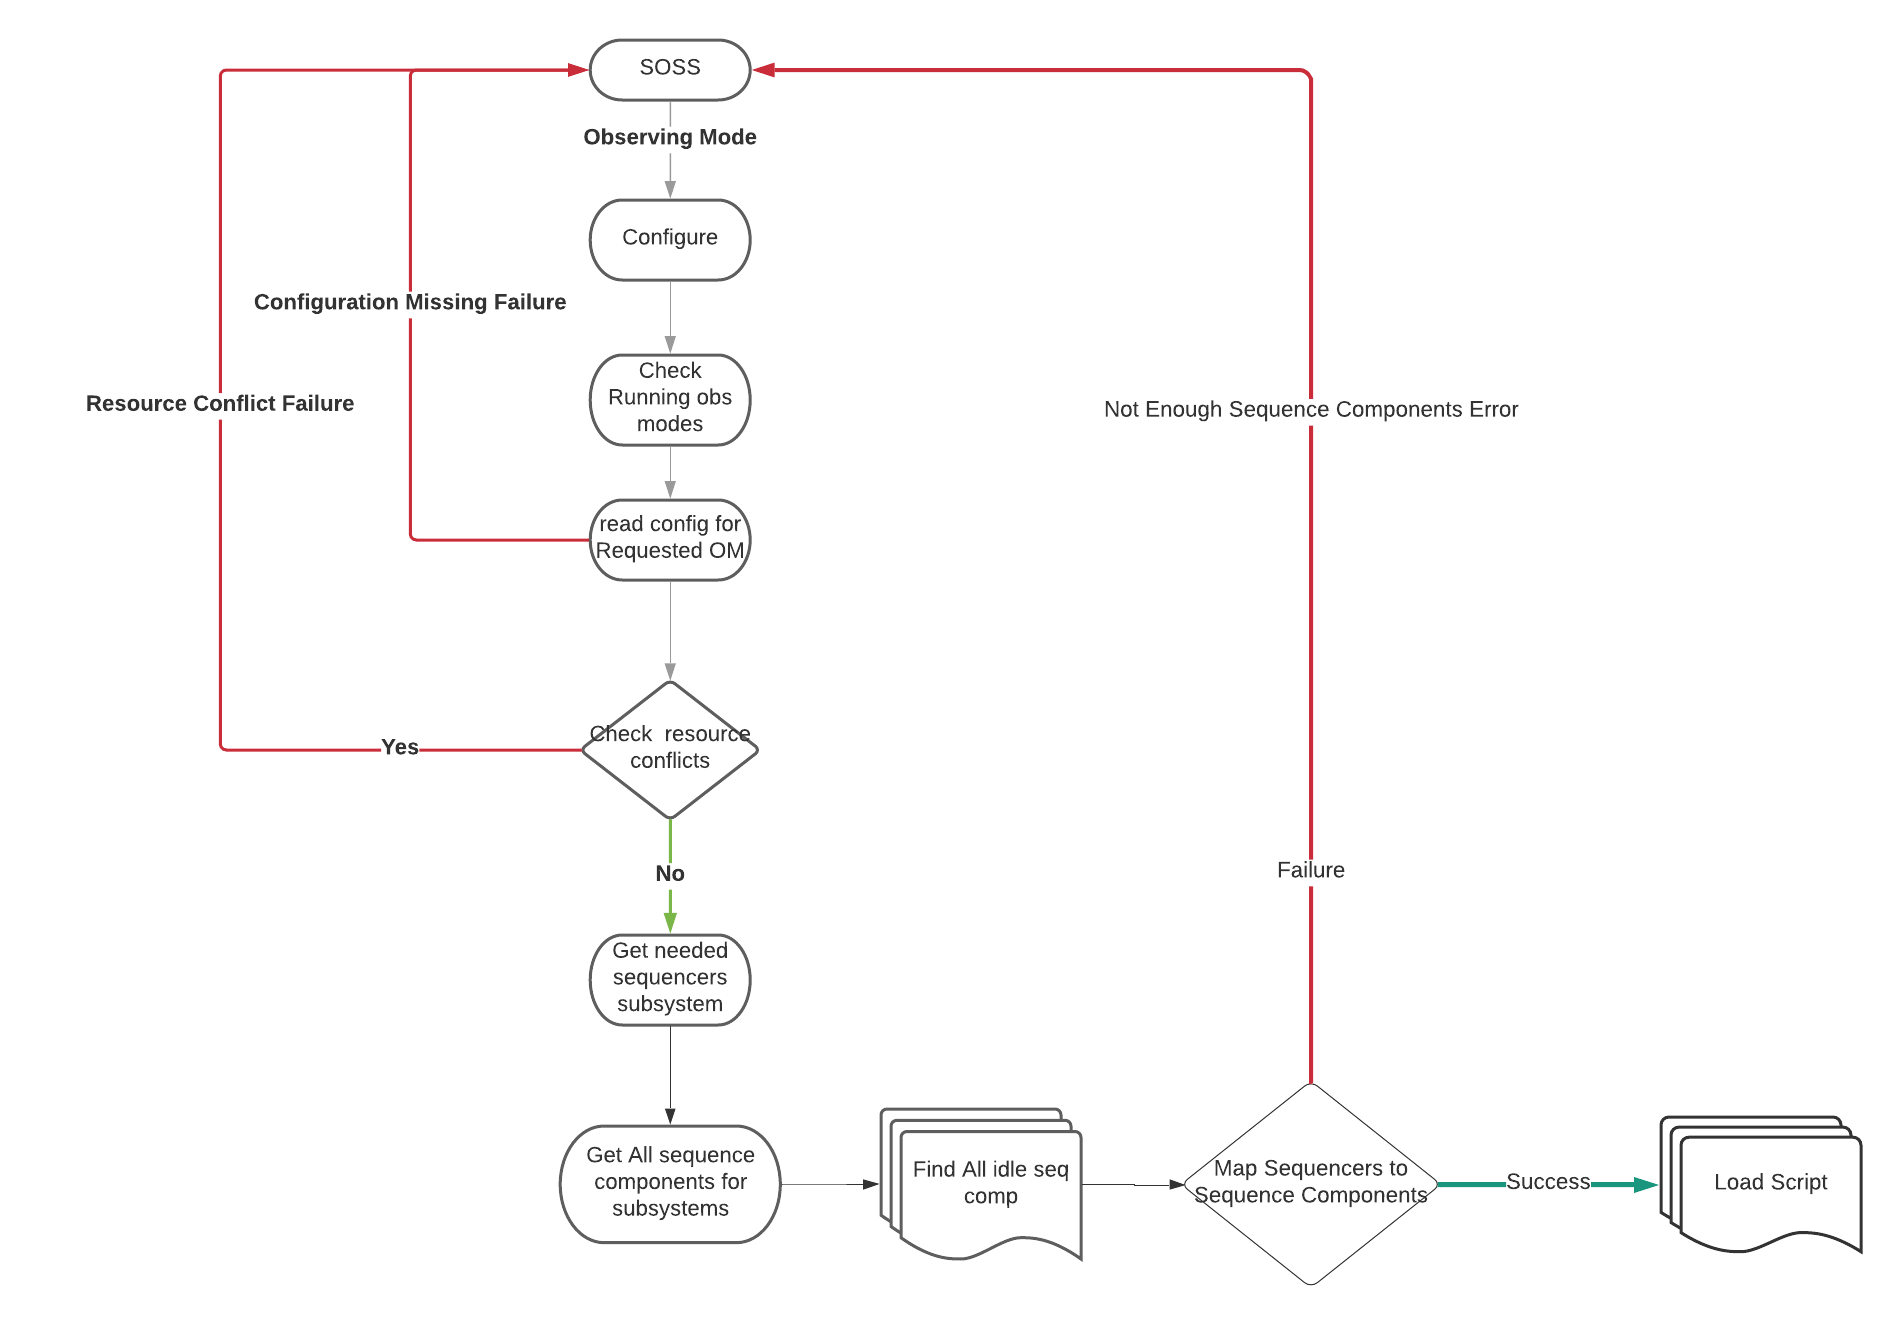 SOSS
Observing Mode
Configure
Configuration Missing Failure
Check
Running obs
modes
Resource Conflict Failure
Not Enough Sequence Components Error
read config for
Requested OM
Check  resource
conflicts
Yes
No
Failure
Get needed
sequencers
subsystem
Get All sequence
components for
subsystems
Find All idle seq
comp
Map Sequencers to
Sequence Components
Success
Load Script